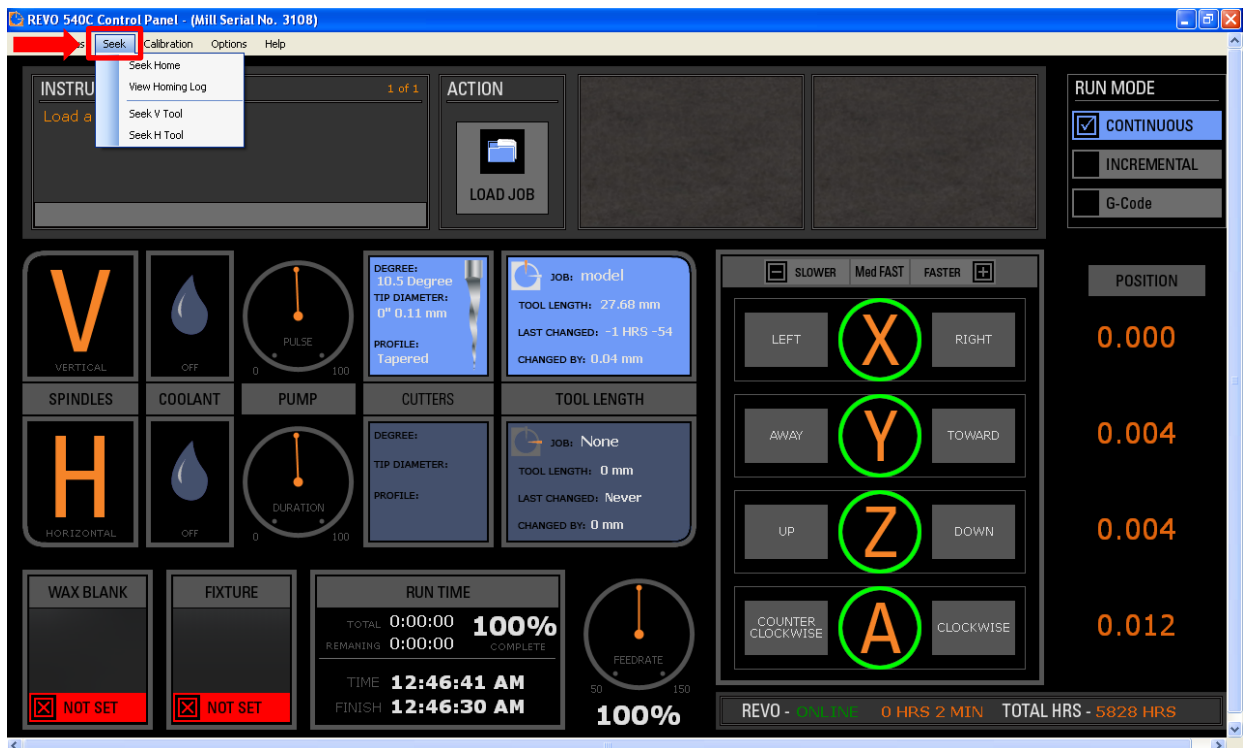 REVO 540C Control Panel - (Mill Serial No. 3108)
Seek Calibration Options Help
Seek Home
View Homing Log
Seek V Tool
Seek H Tool
INSTRU
1 of 1
Load a
ACTION
LOAD JOB
RUN MODE
CONTINUOUS
INCREMENTAL
G-Code
V
VERTICAL
OFF
PULSE
0 100
DEGREE:
10.5 Degree
TIP DIAMETER:
0" 0.11 mm
PROFILE:
Tapered
JOB: model
TOOL LENGTH: 27.68 mm
LAST CHANGED: -1 HRS -54
CHANGED BY: 0.04 mm
SPINDLES COOLANT PUMP CUTTERS TOOL LENGTH
H
HORIZONTAL
OFF
DURATION
0 100
DEGREE:
TIP DIAMETER:
PROFILE:
JOB: None
TOOL LENGTH: 0 mm
LAST CHANGED: Never
CHANGED BY: 0 mm
SLOWER Med FAST FASTER
POSITION
LEFT X RIGHT 0.000
AWAY Y TOWARD 0.004
UP Z DOWN 0.004
COUNTER
CLOCKWISE A CLOCKWISE 0.012
WAX BLANK
NOT SET
FIXTURE
NOT SET
RUN TIME
TOTAL 0:00:00
REMANING 0:00:00
100%
COMPLETE
TIME 12:46:41 AM
FINISH 12:46:30 AM
FEEDRATE
50 150
100%
REVO - ONLINE 0 HRS 2 MIN TOTAL HRS - 5828 HRS